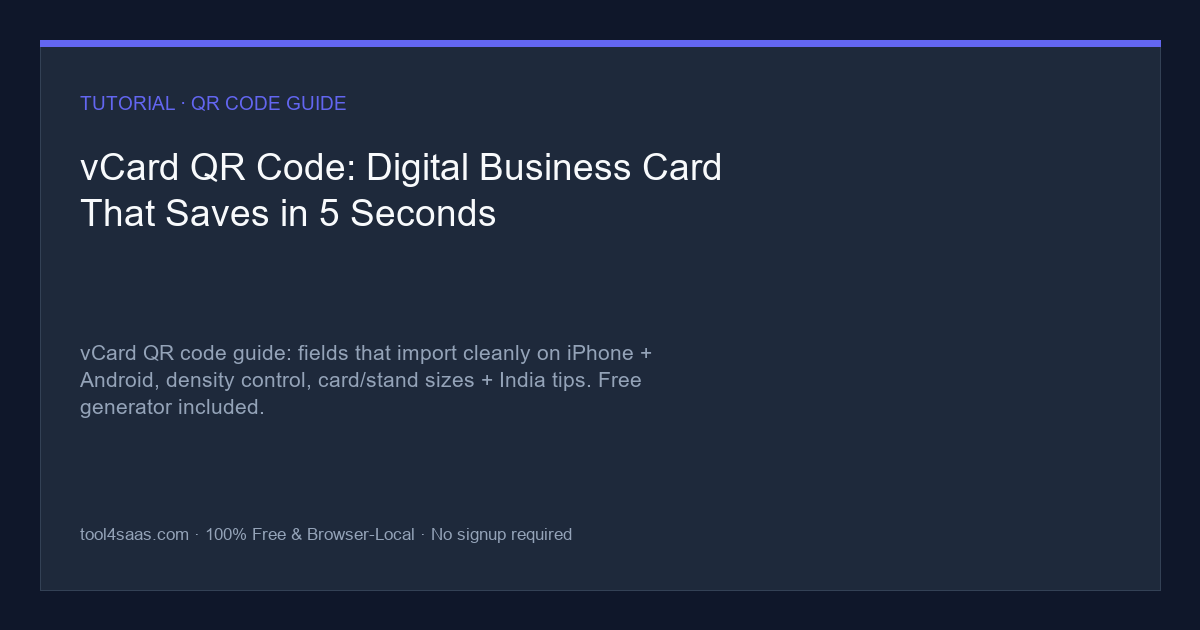 TUTORIAL · QR CODE GUIDE
vCard QR Code: Digital Business Card
That Saves in 5 Seconds
vCard QR code guide: fields that import cleanly on iPhone +
Android, density control, card/stand sizes + India tips. Free
generator included.
tool4saas.com · 100% Free & Browser-Local · No signup required